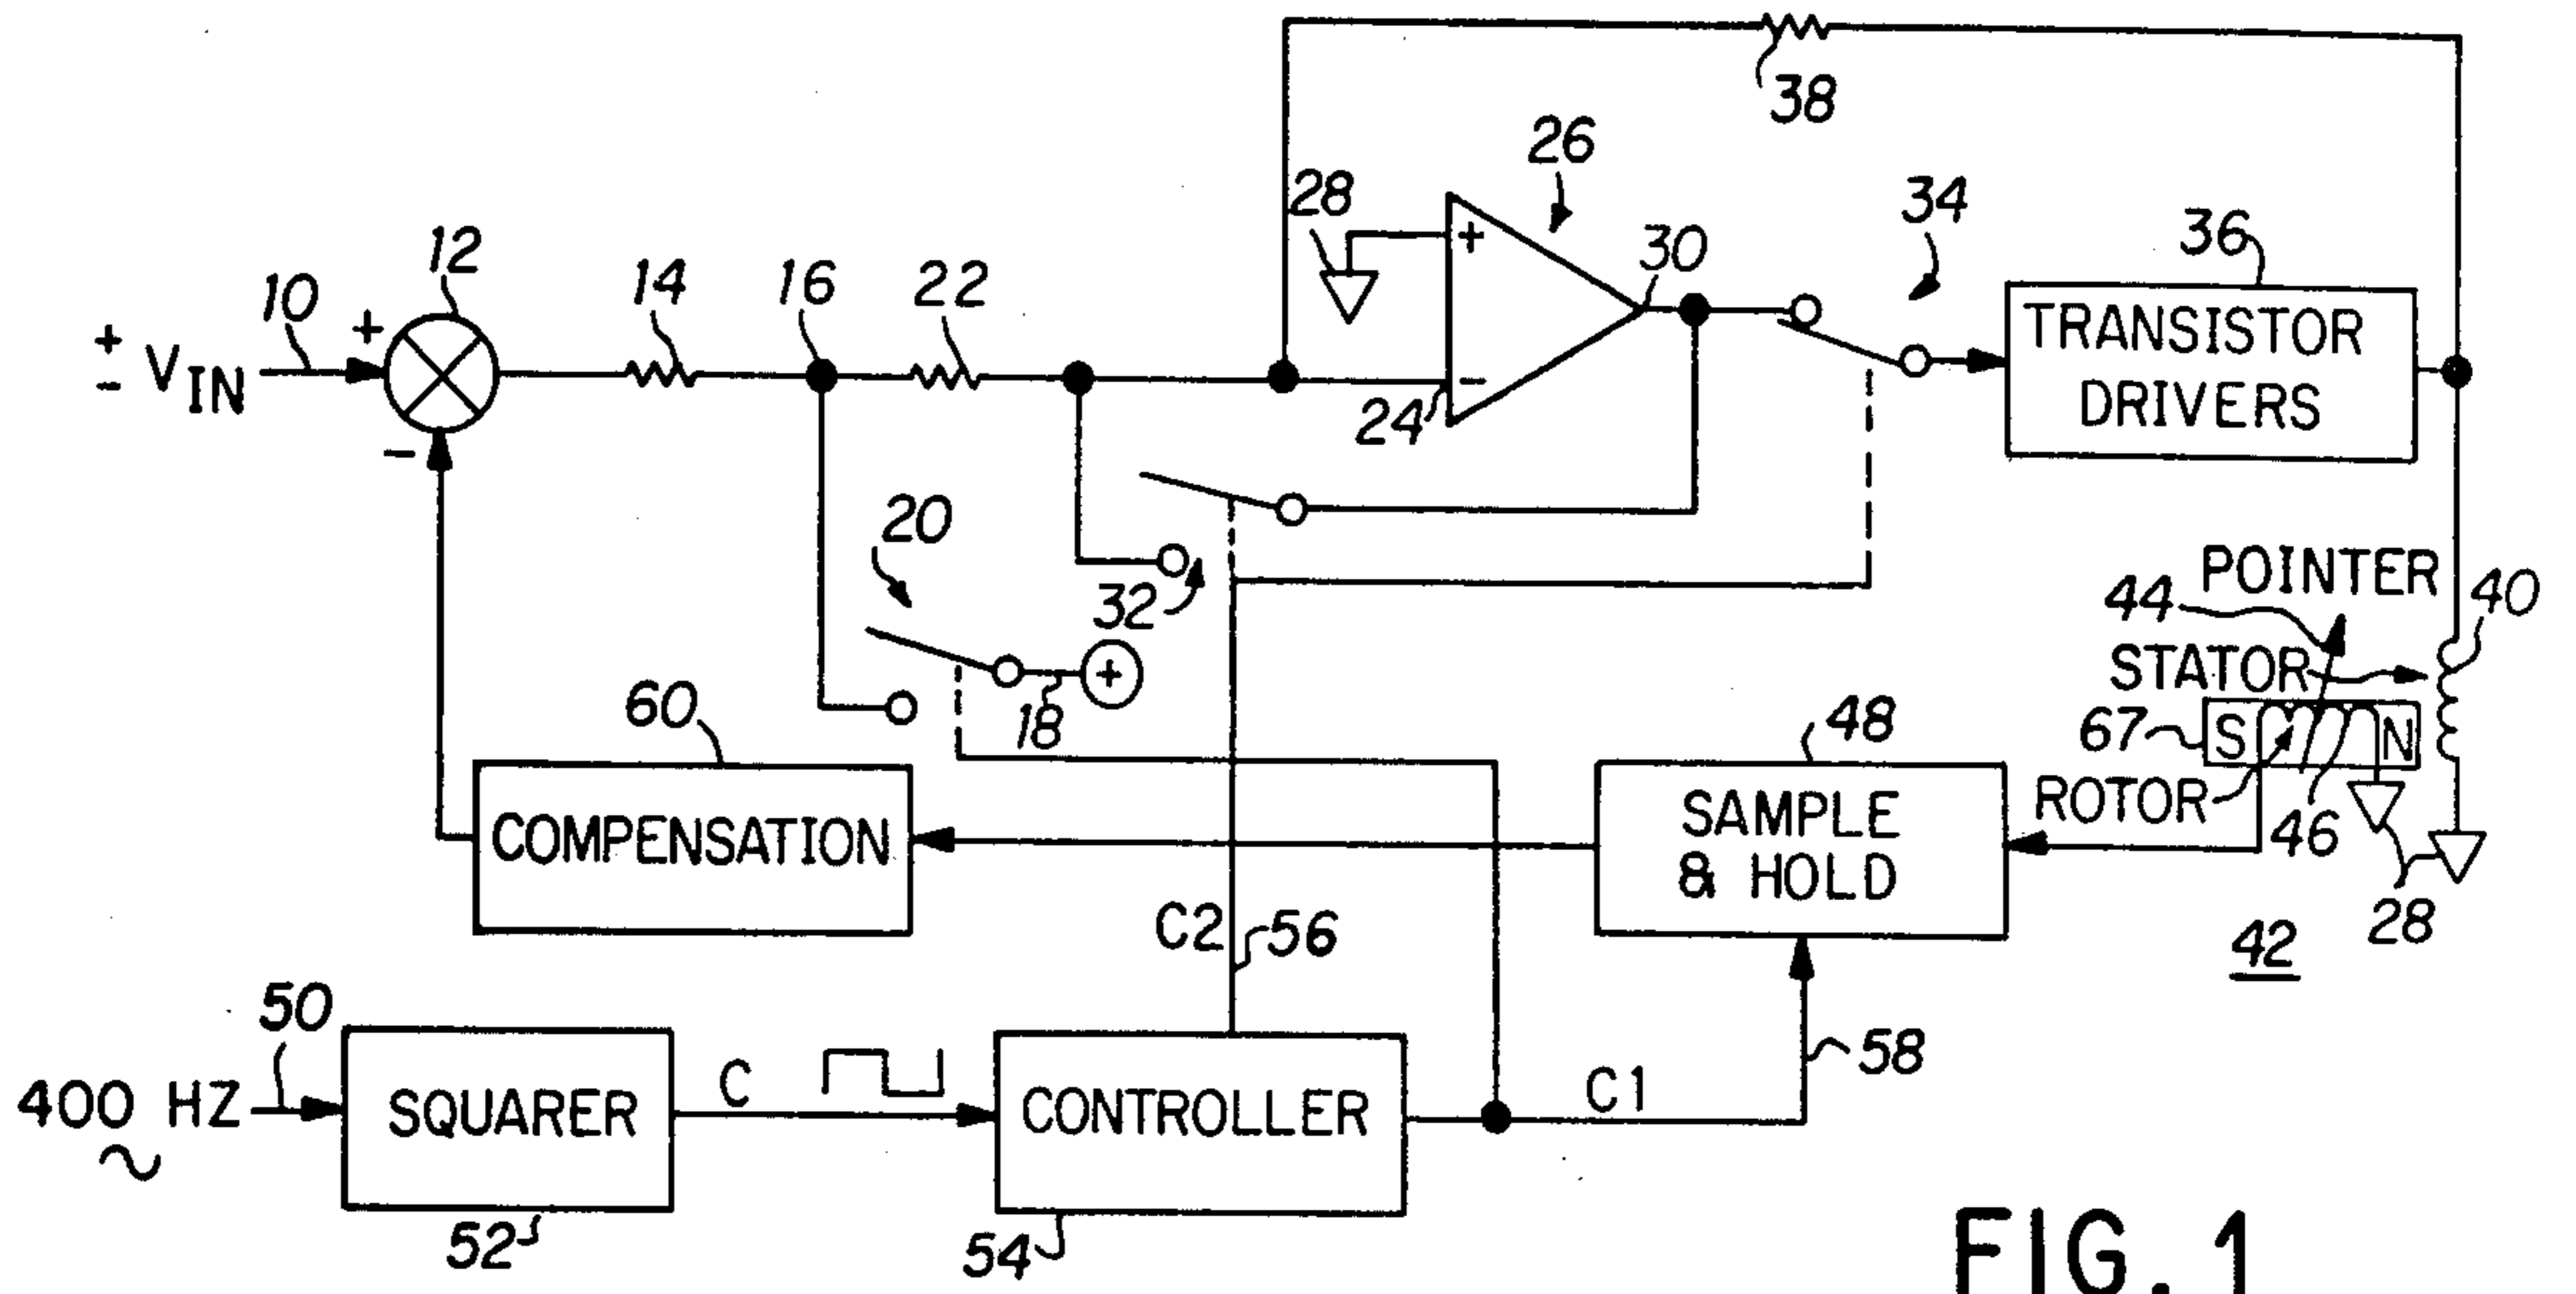 38
26
28
34
36
12
14
16
22
30
10
+
+
+
- VIN
TRANSISTOR
DRIVERS
-
24
-
20
32
POINTER
44
40
STATOR
+
18
60
48
67
S
N
ROTOR
46
SAMPLE
& HOLD
COMPENSATION
C2
56
28
42
50
58
400 HZ
~
SQUARER
C
CONTROLLER
C1
52
54
FIG. 1